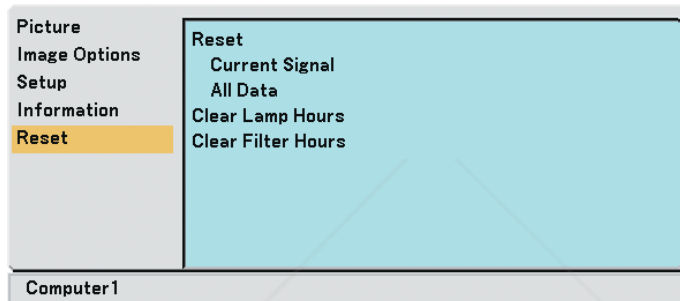 Picture
Image Options
Setup
Information
Reset
Reset
Current Signal
All Data
Clear Lamp Hours
Clear Filter Hours
Computer1